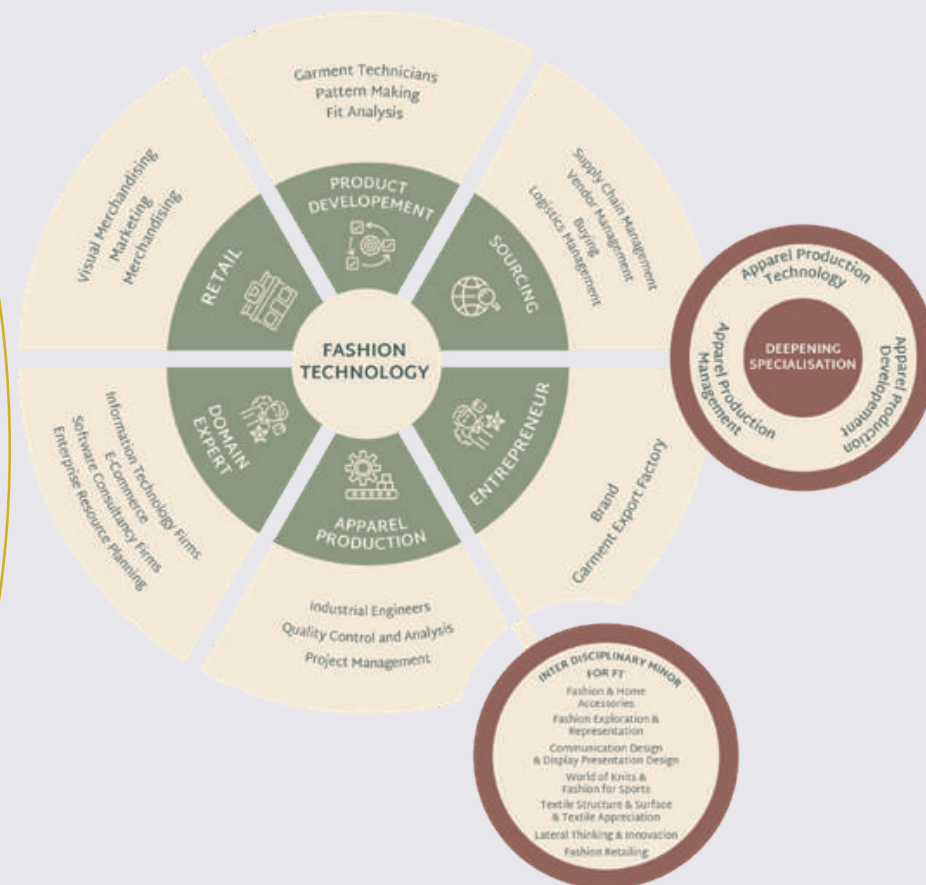 Garment Technicians
Pattern Making
Fit Analysis
PRODUCT
DEVELOPEMENT
Supply Chain Management
Vendor Management
Buying
Logistics Management
SOURCING
Visual Merchandising
Marketing
Merchandising
RETAIL
FASHION
TECHNOLOGY
Apparel Production
Technology
Apparel Production
Management
DEEPENING
SPECIALISATION
Apparel Production
Developement
DOMAIN
EXPERT
Information Technology Firms
E-Commerce
Software Consultancy Firms
Enterprise Resource Planning
ENTREPRENEUR
Brand
Garment Export Factory
APPAREL
PRODUCTION
Industrial Engineers
Quality Control and Analysis
Project Management
INTER DISCIPLINARY MINOR
FOR FT
Fashion & Home
Accessories
Fashion Exploration &
Representation
Communication Design
& Display Presentation Design
World of Knits &
Fashion for Sports
Textile Structure & Surface
& Textile Appreciation
Lateral Thinking & Innovation
Fashion Retailing